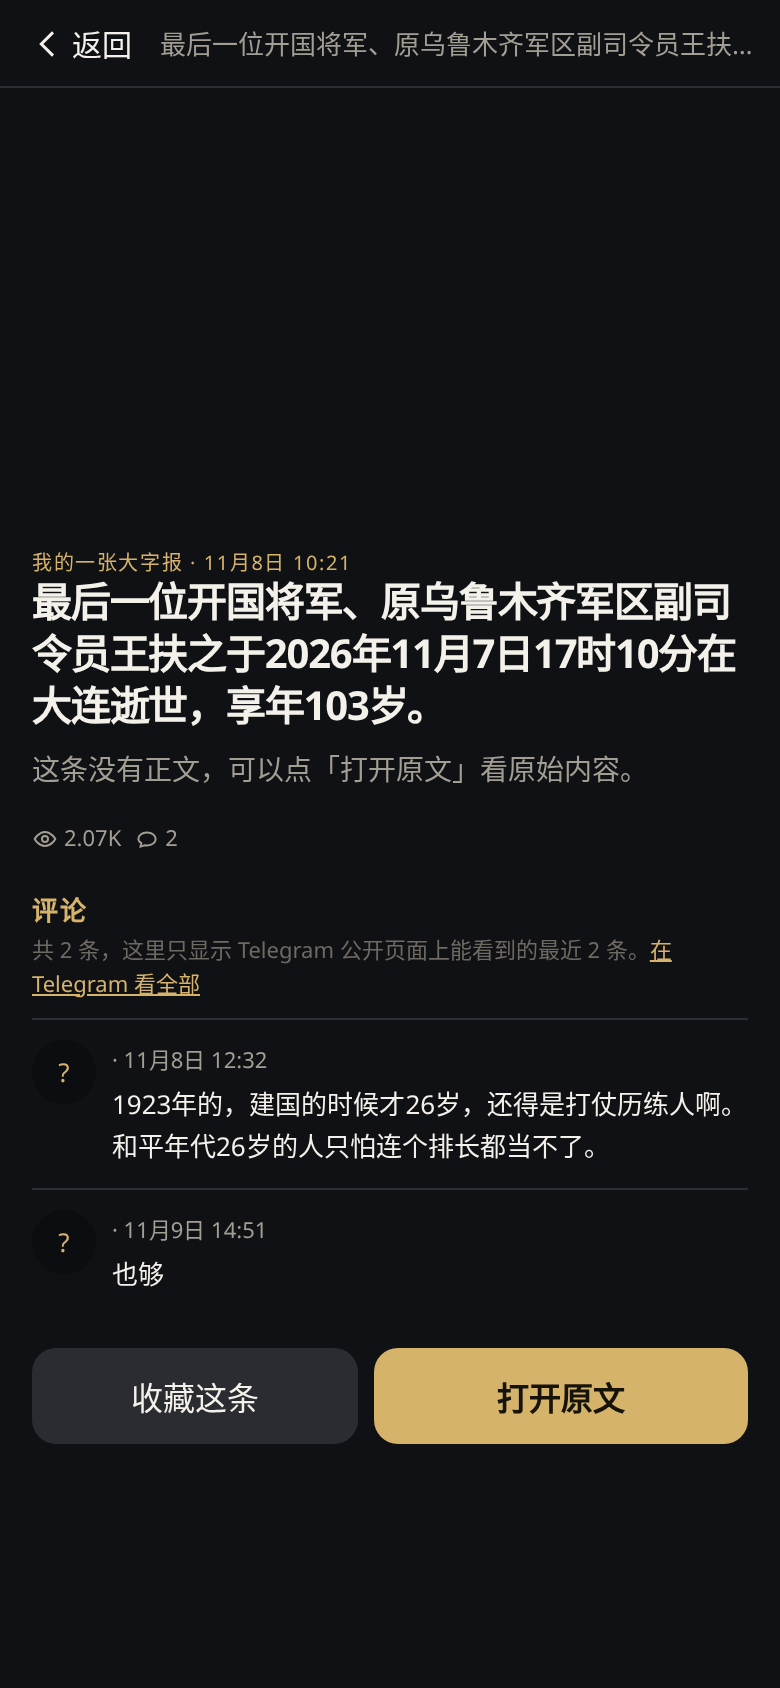 返回 最后一位开国将军、原乌鲁木齐军区副司令员王扶...
我的一张大字报 · 11月8日 10:21
最后一位开国将军、原乌鲁木齐军区副司
令员王扶之于2026年11月7日17时10分在
大连逝世，享年103岁。
这条没有正文，可以点「打开原文」看原始内容。
2.07K 2
评论
共 2 条，这里只显示 Telegram 公开页面上能看到的最近 2 条。在
Telegram 看全部
?
· 11月8日 12:32
1923年的，建国的时候才26岁，还得是打仗历练人啊。
和平年代26岁的人只怕连个排长都当不了。
?
· 11月9日 14:51
也够
收藏这条 打开原文